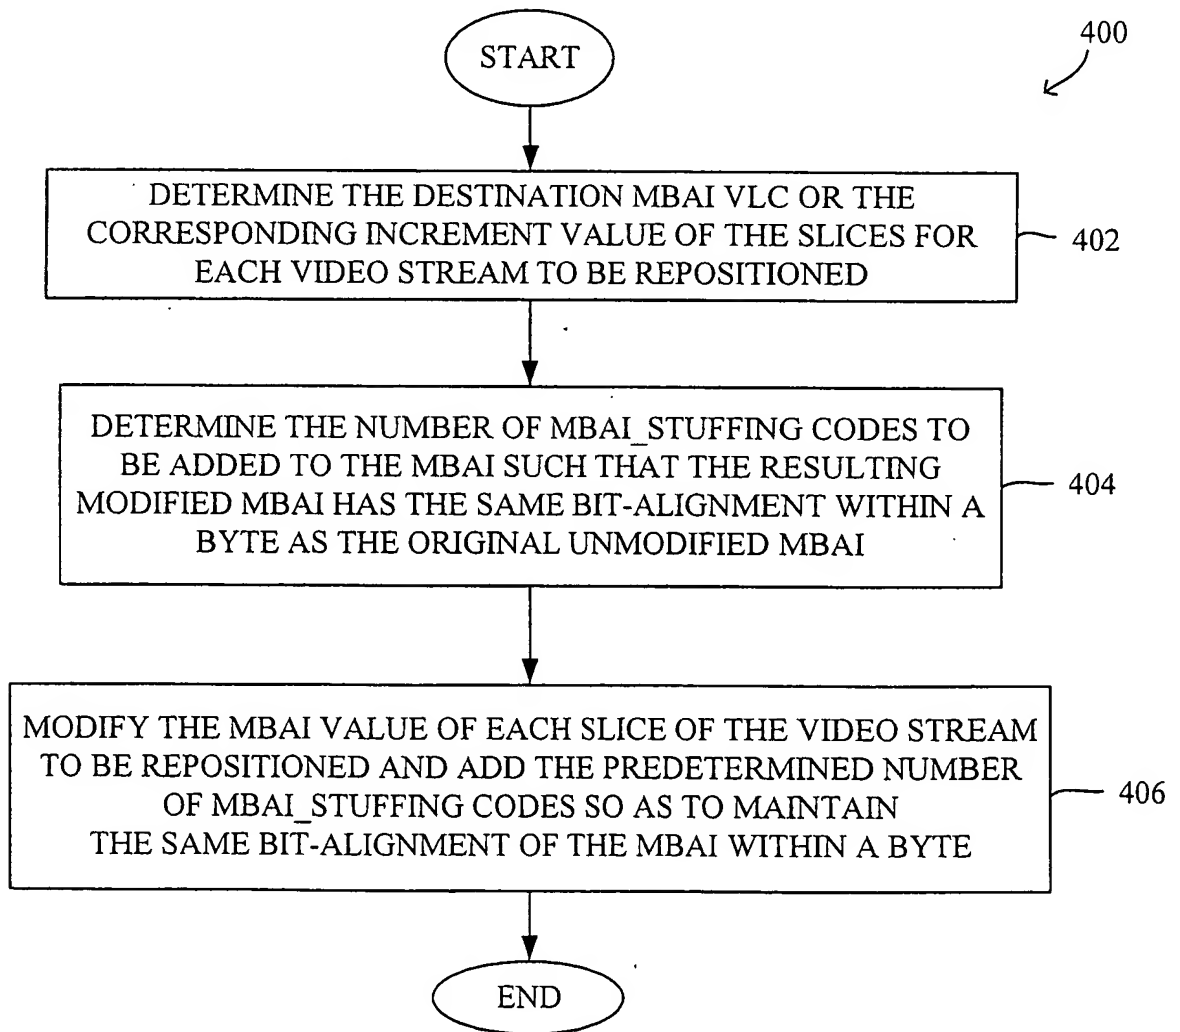 START
400
DETERMINE THE DESTINATION MBAI VLC OR THE
CORRESPONDING INCREMENT VALUE OF THE SLICES FOR
EACH VIDEO STREAM TO BE REPOSITIONED
402
DETERMINE THE NUMBER OF MBAI_STUFFING CODES TO
BE ADDED TO THE MBAI SUCH THAT THE RESULTING
MODIFIED MBAI HAS THE SAME BIT-ALIGNMENT WITHIN A
BYTE AS THE ORIGINAL UNMODIFIED MBAI
404
MODIFY THE MBAI VALUE OF EACH SLICE OF THE VIDEO STREAM
TO BE REPOSITIONED AND ADD THE PREDETERMINED NUMBER
OF MBAI_STUFFING CODES SO AS TO MAINTAIN
THE SAME BIT-ALIGNMENT OF THE MBAI WITHIN A BYTE
406
END